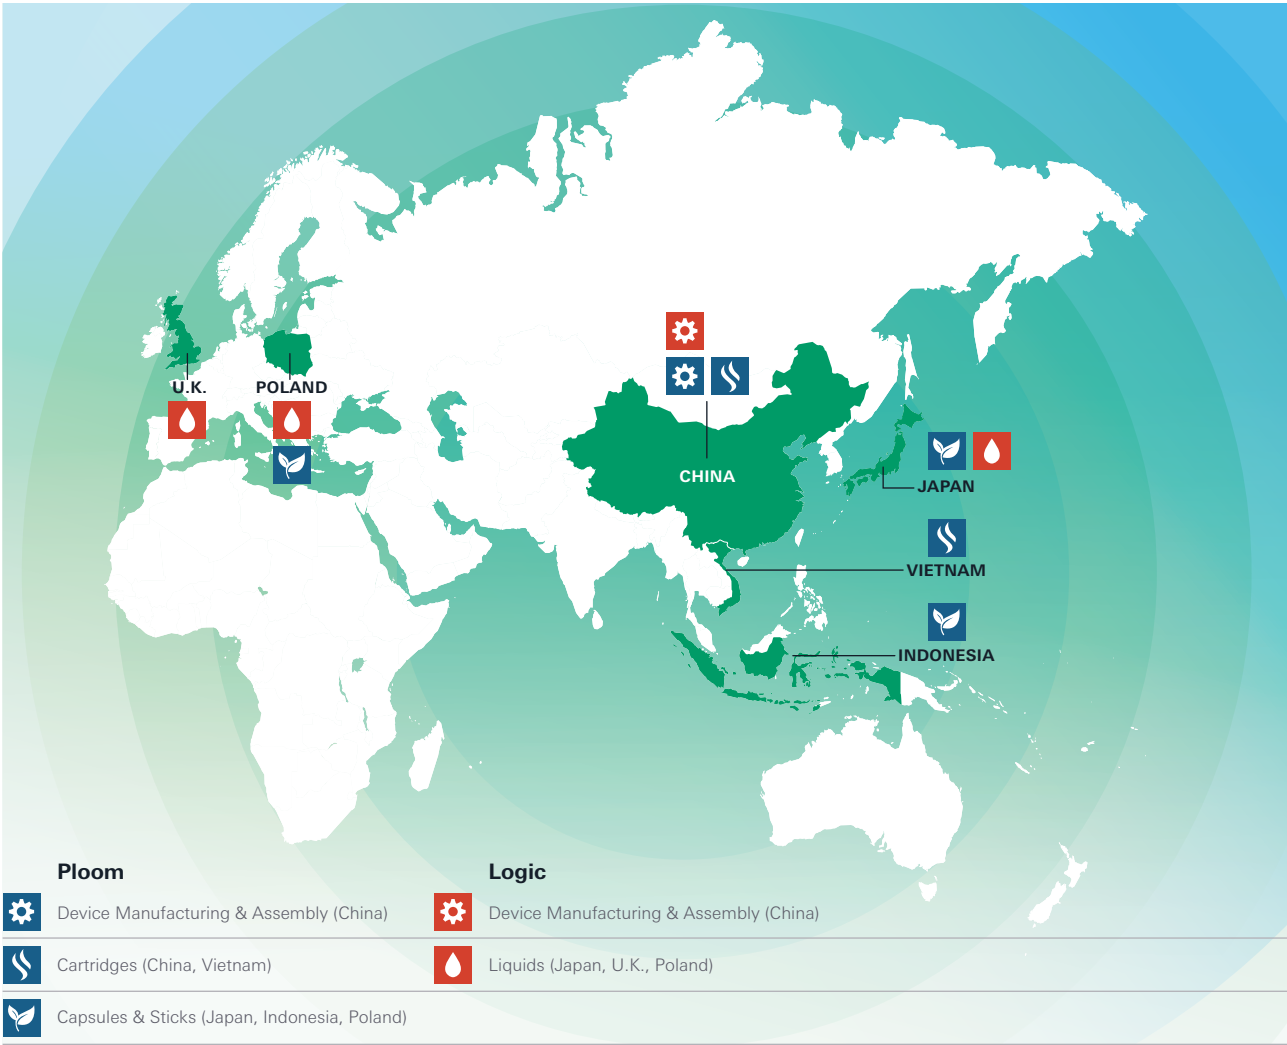 U.K.
POLAND
CHINA
JAPAN
VIETNAM
INDONESIA
Ploom
Device Manufacturing & Assembly (China)
Cartridges (China, Vietnam)
Capsules & Sticks (Japan, Indonesia, Poland)
Logic
Device Manufacturing & Assembly (China)
Liquids (Japan, U.K., Poland)